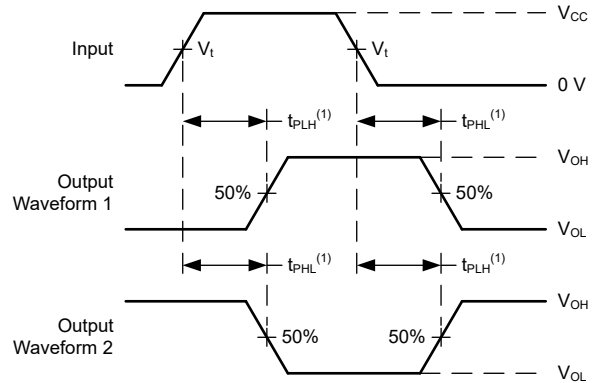 V_CC
Input
V_t
V_t
0 V
t_PLH^(1)
t_PHL^(1)
V_OH
Output
Waveform 1
50%
50%
V_OL
t_PHL^(1)
t_PLH^(1)
V_OH
Output
Waveform 2
50%
50%
V_OL